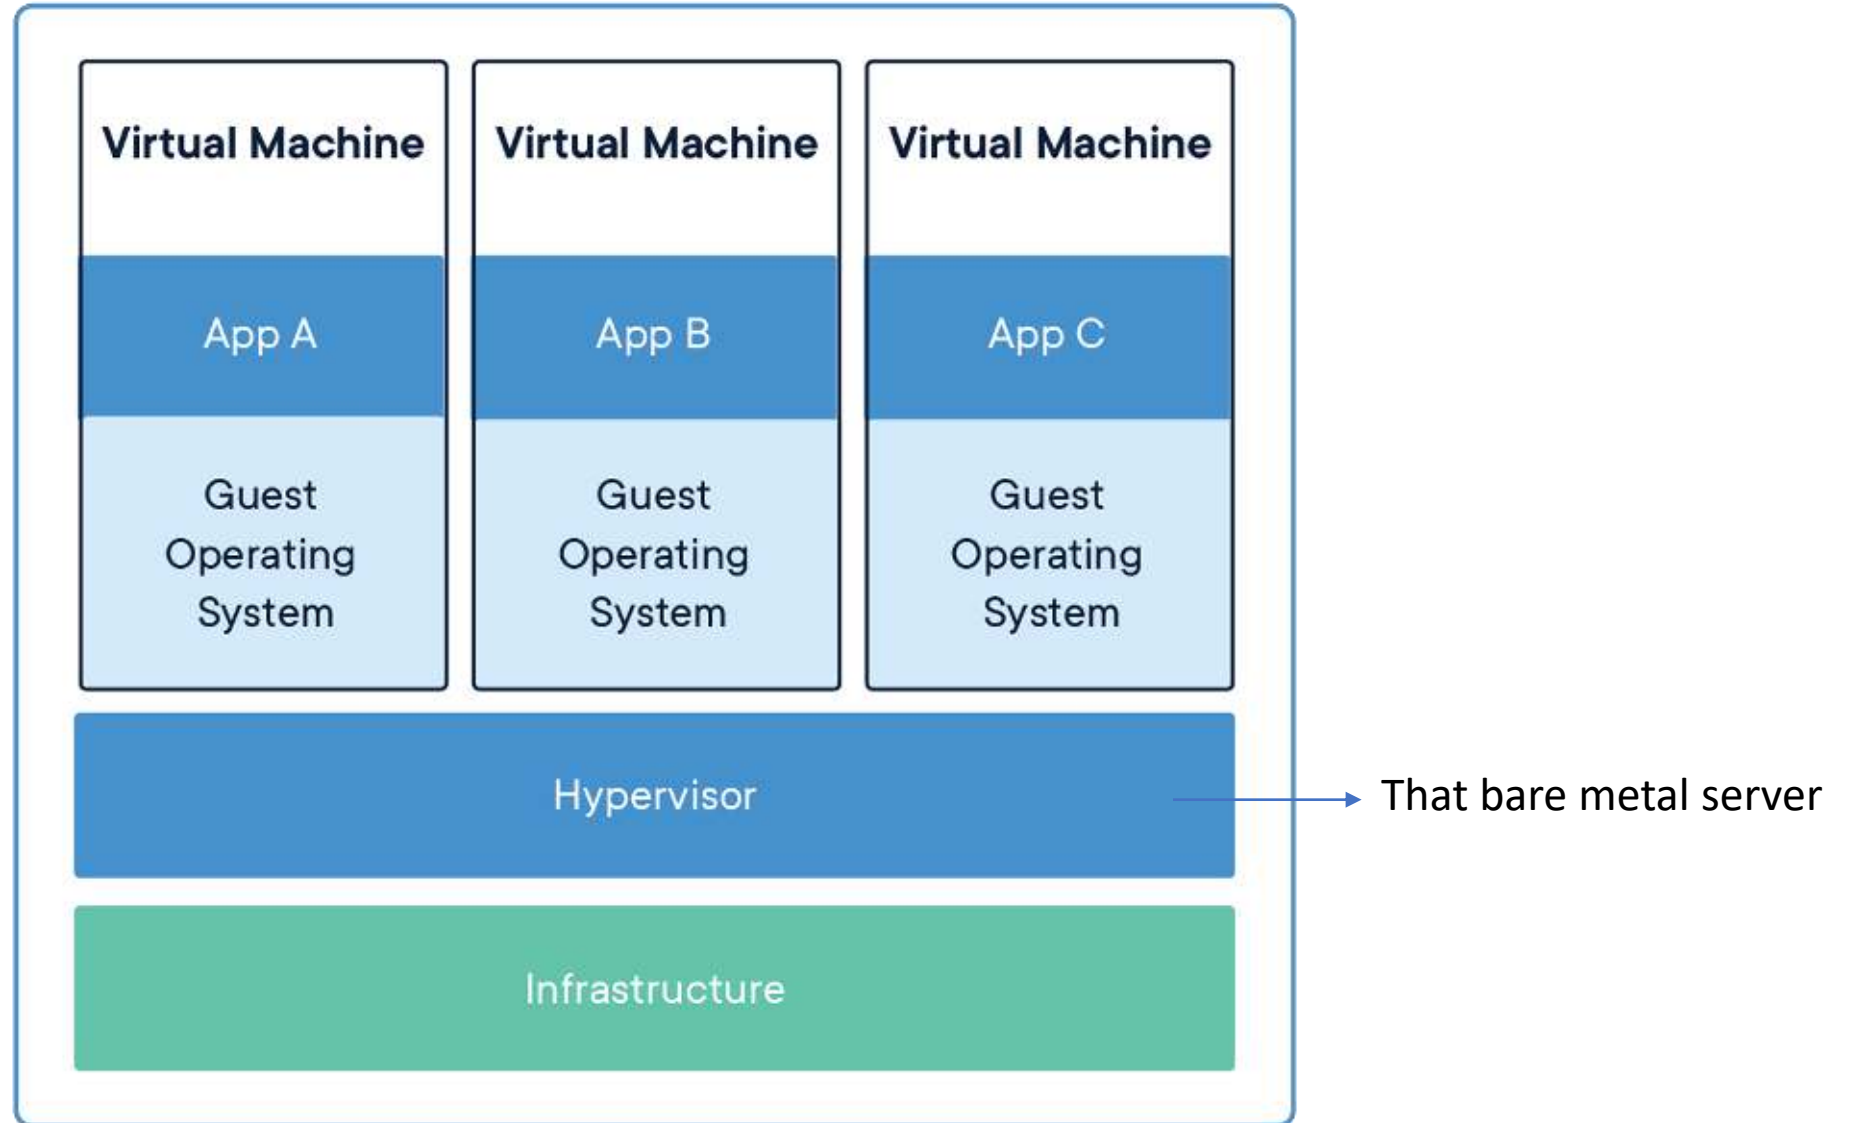 Virtual Machine
Virtual Machine
Virtual Machine
App A
App B
App C
Guest
Operating
System
Guest
Operating
System
Guest
Operating
System
Hypervisor
That bare metal server
Infrastructure